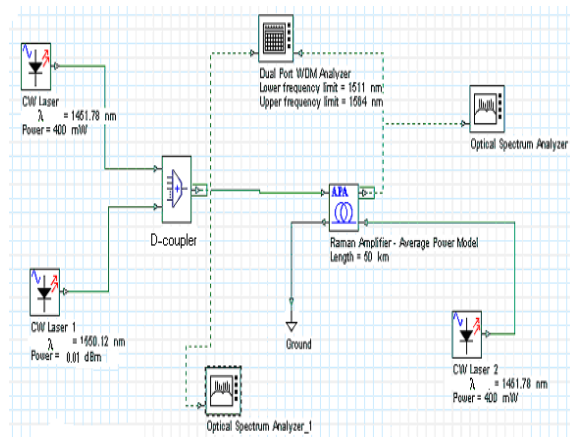 Dual Port WDM Analyzer
Lower frequency limit = 1511 nm
Upper frequency limit = 1564 nm
CW Laser
λ = 1451.78 nm
Power = 400 mW
Optical Spectrum Analyzer
APA
D-coupler
Raman Amplifier - Average Power Model
Length = 50 km
CW Laser 1
λ = 1550.12 nm
Power = 0.01 dBm
Ground
CW Laser 2
λ = 1451.78 nm
Power = 400 mW
Optical Spectrum Analyzer_1